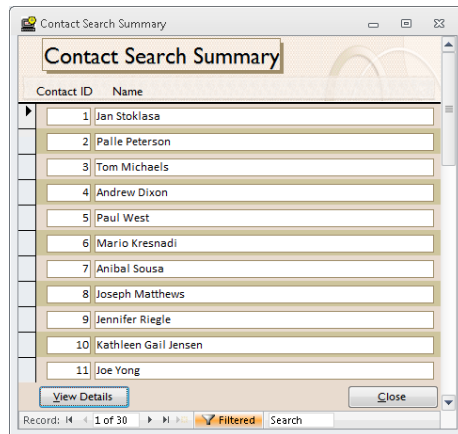 Contact Search Summary
Contact Search Summary
Contact ID Name
1 Jan Stoklasa
2 Palle Peterson
3 Tom Michaels
4 Andrew Dixon
5 Paul West
6 Mario Kresnadi
7 Anibal Sousa
8 Joseph Matthews
9 Jennifer Riegle
10 Kathleen Gail Jensen
11 Joe Yong
View Details Close
Record: 1 of 30 Filtered Search